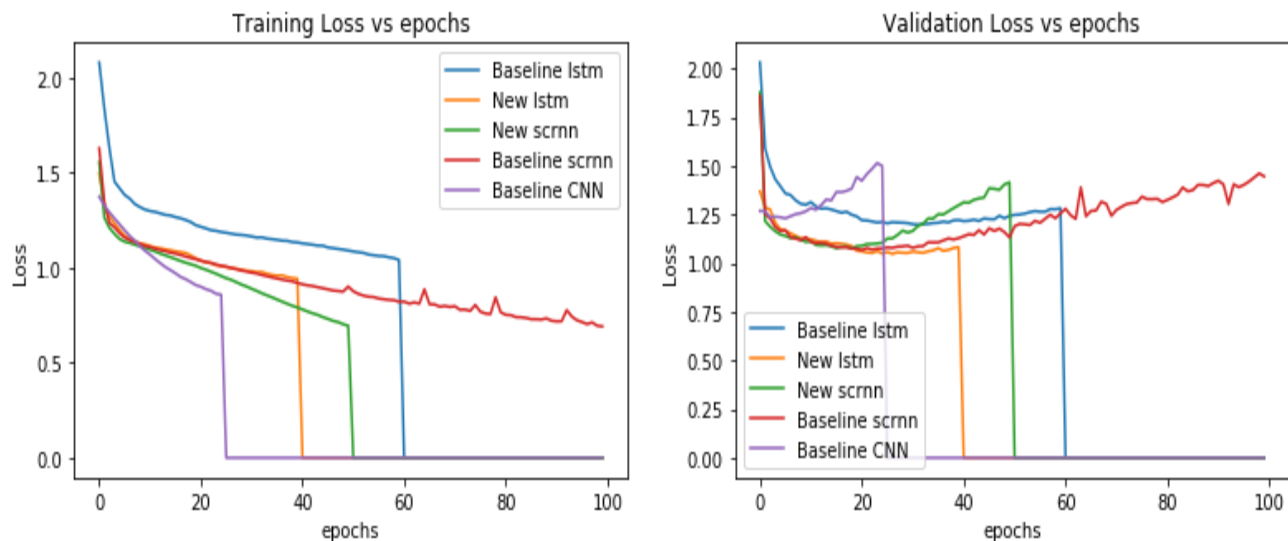 Training Loss vs epochs
Loss
2.0
1.5
1.0
0.5
0.0
Baseline lstm
New lstm
New scrnn
Baseline scrnn
Baseline CNN
0
20
40
60
80
100
epochs
Validation Loss vs epochs
Loss
2.00
1.75
1.50
1.25
1.00
0.75
0.50
0.25
0.00
Baseline lstm
New lstm
New scrnn
Baseline scrnn
Baseline CNN
0
20
40
60
80
100
epochs